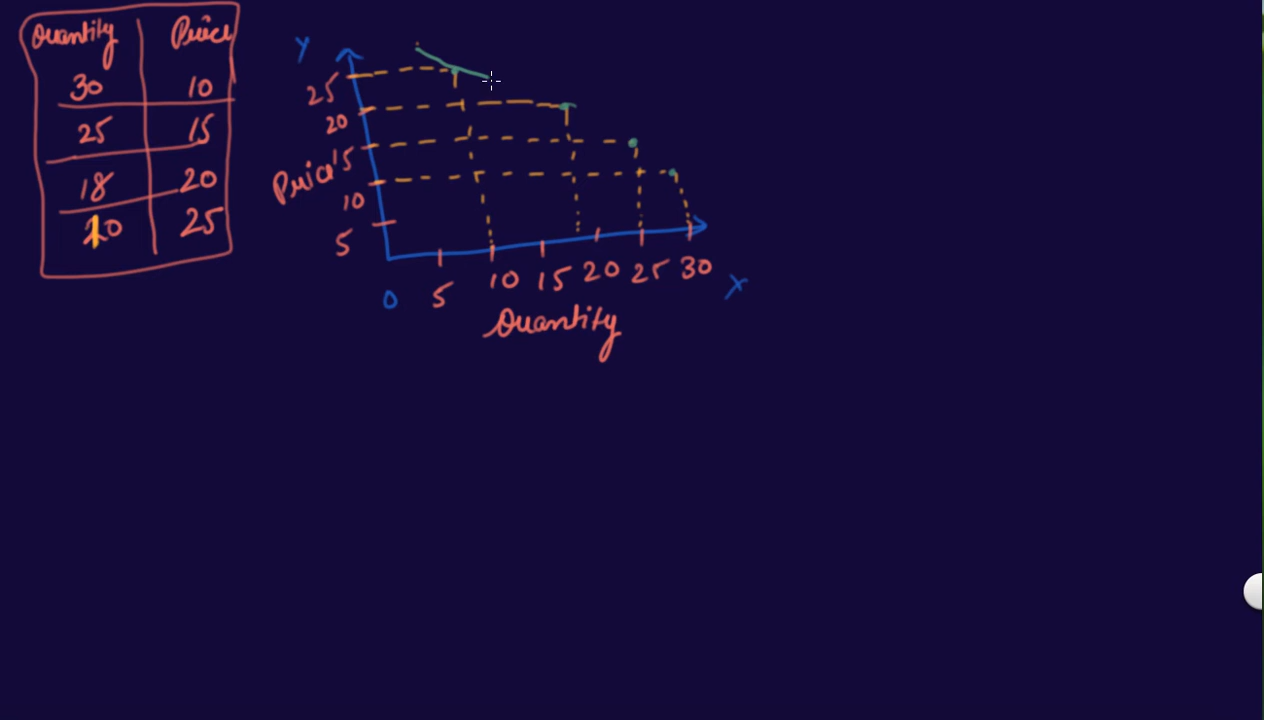 Quantity Price
30 10
25 15
18 20
10 25
Y
25
20
15
10
5
Price
0 5 10 15 20 25 30
X
Quantity